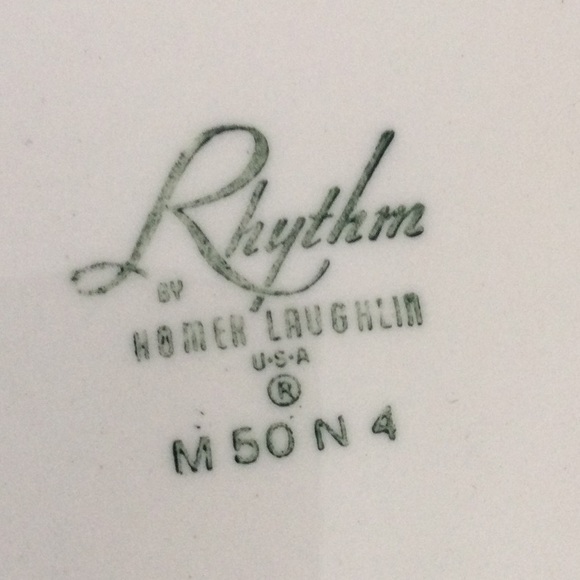 Rhythm
BY
HOMER LAUGHLIN
U·S·A
®
M 50 N 4